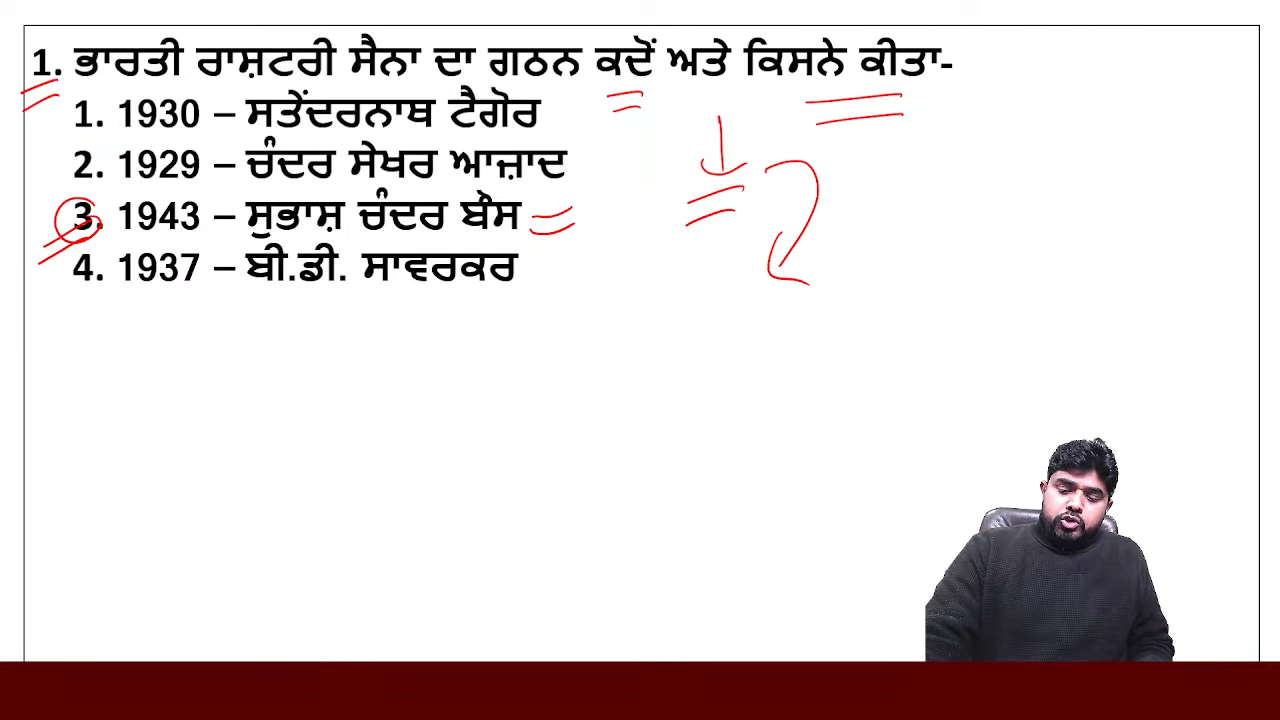 1. ਭਾਰਤੀ ਰਾਸ਼ਟਰੀ ਸੈਨਾ ਦਾ ਗਠਨ ਕਦੋਂ ਅਤੇ ਕਿਸਨੇ ਕੀਤਾ-
1. 1930 – ਸਤੇਂਦਰਨਾਥ ਟੈਗੋਰ
2. 1929 – ਚੰਦਰ ਸੇਖਰ ਆਜ਼ਾਦ
3. 1943 – ਸੁਭਾਸ਼ ਚੰਦਰ ਬੌਸ
4. 1937 – ਬੀ.ਡੀ. ਸਾਵਰਕਰ